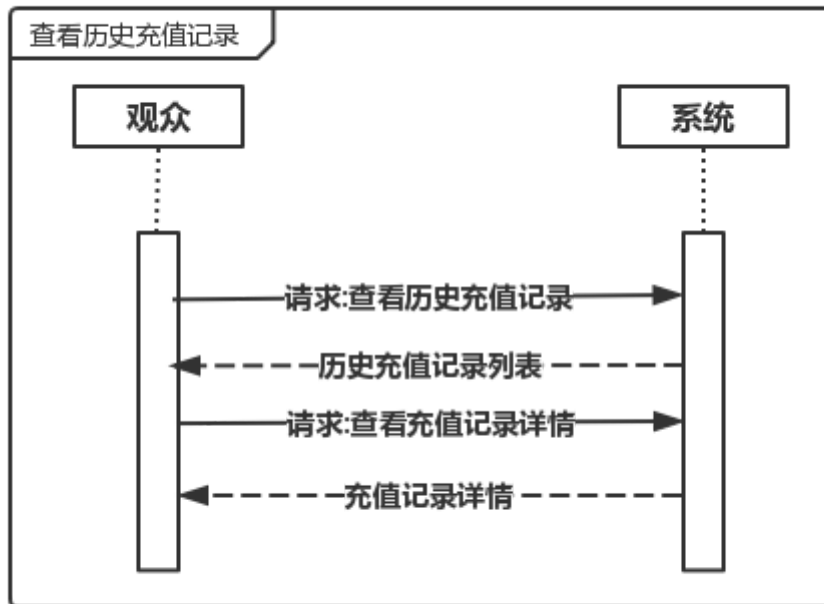 查看历史充值记录
观众
系统
请求:查看历史充值记录
历史充值记录列表
请求:查看充值记录详情
充值记录详情